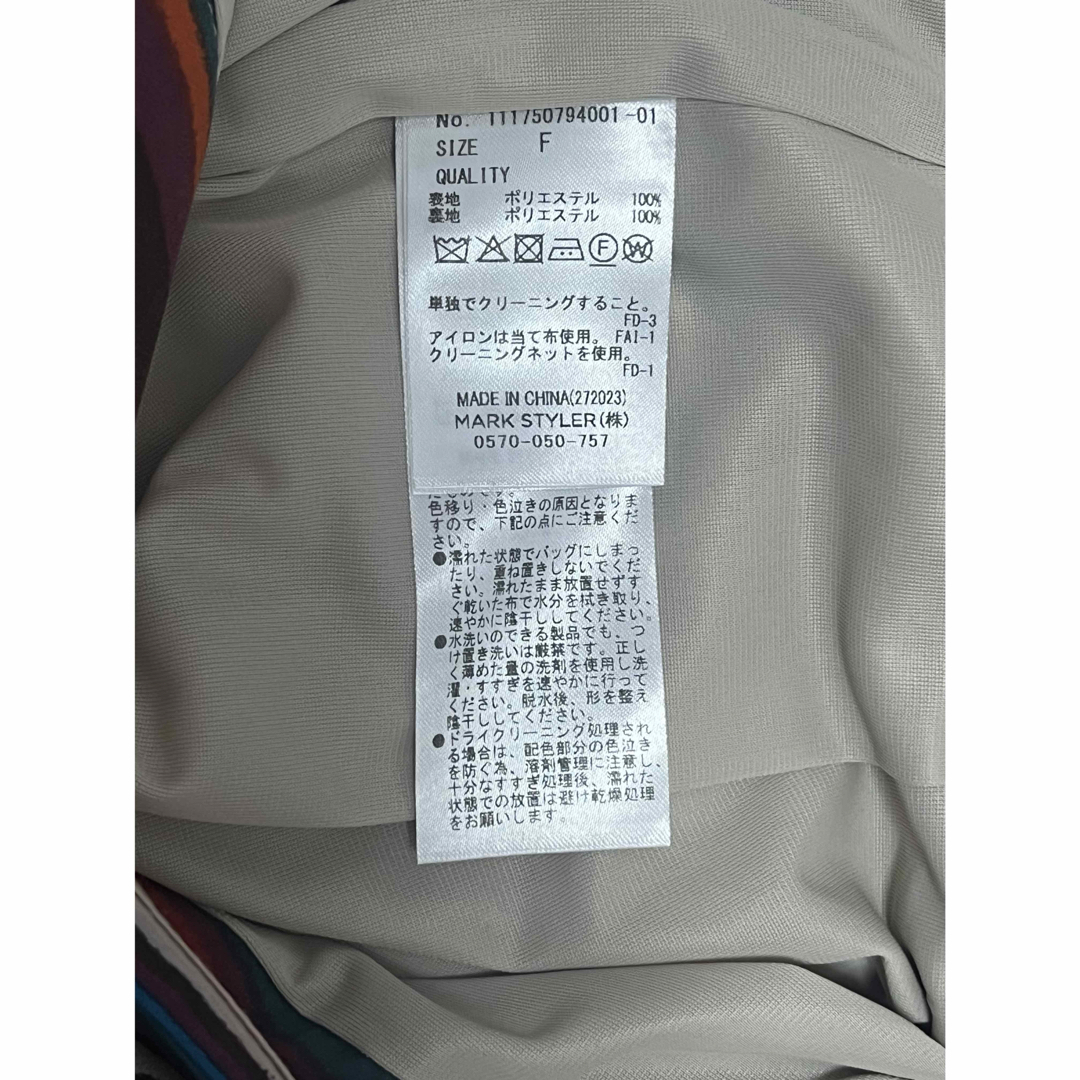 No. 111750794001-01
SIZE F
QUALITY
表地 ポリエステル 100%
裏地 ポリエステル 100%
F W
単独でクリーニングすること。
FD-3
アイロンは当て布使用。 FAI-1
クリーニングネットを使用。
FD-1
MADE IN CHINA(272023)
MARK STYLER(株)
0570-050-757
たものです。
色移り・色泣きの原因となりま
すので、下記の点にご注意くだ
さい。
●濡れた状態でバッグにしまっ
たり、重ね置きしないでくだ
さい。濡れたまま放置せずす
ぐ乾いた布で水分を拭き取り、
速やかに陰干ししてください。
●水洗いのできる製品でも、つ
け置き洗いは厳禁です。正し
く薄めた量の洗剤を使用し洗
濯・すすぎを速やかに行って
ください。脱水後、形を整え
陰干ししてください。
●ドライクリーニング処理され
る場合は、配色部分の色泣き
を防ぐ為、溶剤管理に注意し、
十分なすすぎ処理後、濡れた
状態での放置は避け乾燥処理
をお願いします。